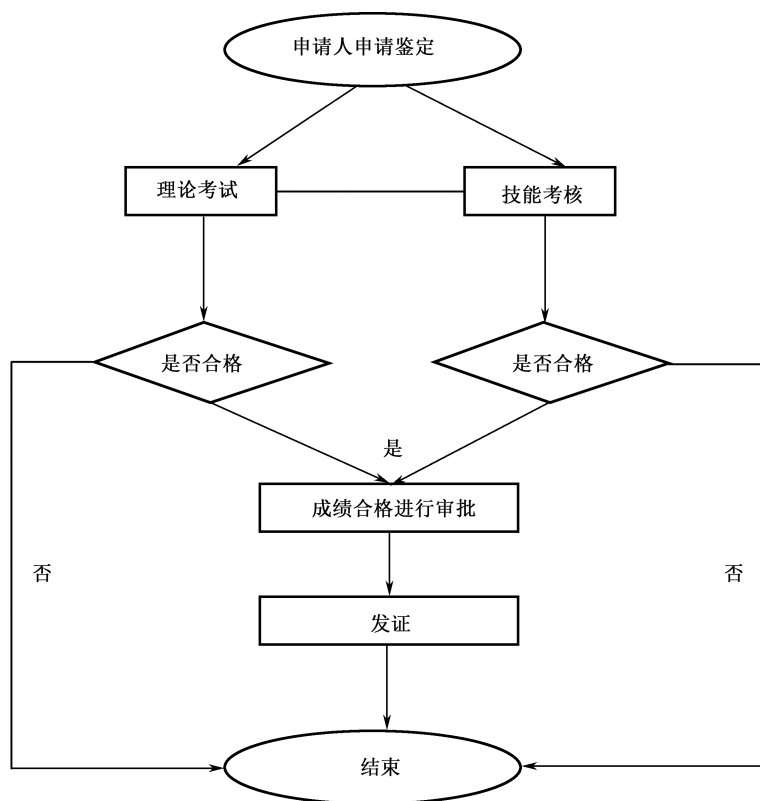 申请人申请鉴定
理论考试
技能考核
是否合格
是否合格
是
成绩合格进行审批
否
否
发证
结束